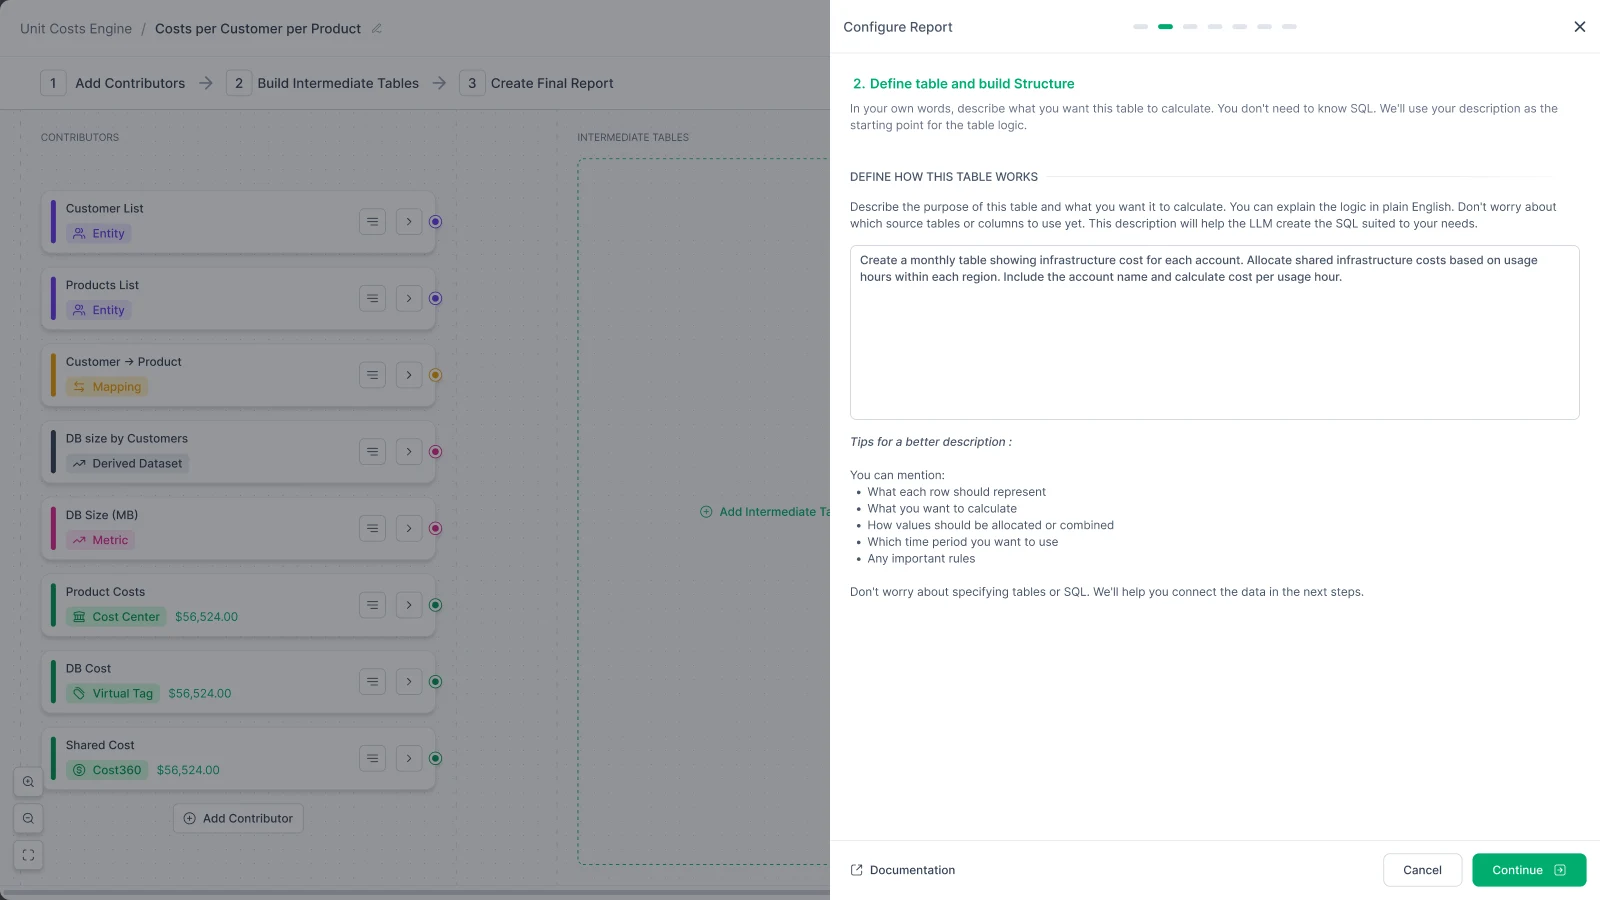 Unit Costs Engine / Costs per Customer per Product
Configure Report
1 Add Contributors → 2 Build Intermediate Tables → 3 Create Final Report
CONTRIBUTORS
INTERMEDIATE TABLES
Customer List
Entity
Products List
Entity
Customer → Product
Mapping
DB size by Customers
Derived Dataset
DB Size (MB)
Metric
Product Costs
Cost Center $56,524.00
DB Cost
Virtual Tag $56,524.00
Shared Cost
Cost360 $56,524.00
Add Contributor
Add Intermediate Ta
2. Define table and build Structure
In your own words, describe what you want this table to calculate. You don't need to know SQL. We'll use your description as the
starting point for the table logic.
DEFINE HOW THIS TABLE WORKS
Describe the purpose of this table and what you want it to calculate. You can explain the logic in plain English. Don't worry about
which source tables or columns to use yet. This description will help the LLM create the SQL suited to your needs.
Create a monthly table showing infrastructure cost for each account. Allocate shared infrastructure costs based on usage
hours within each region. Include the account name and calculate cost per usage hour.
Tips for a better description :
You can mention:
• What each row should represent
• What you want to calculate
• How values should be allocated or combined
• Which time period you want to use
• Any important rules
Don't worry about specifying tables or SQL. We'll help you connect the data in the next steps.
Documentation
Cancel
Continue